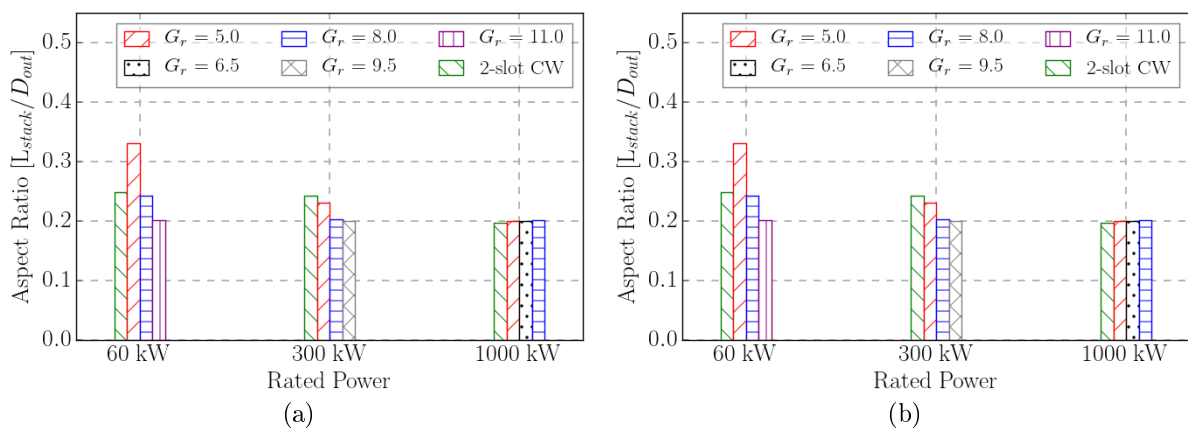 Aspect Ratio [L_stack/D_out]
0.5
0.4
0.3
0.2
0.1
0.0
G_r = 5.0
G_r = 8.0
G_r = 11.0
G_r = 6.5
G_r = 9.5
2-slot CW
60 kW
300 kW
1000 kW
Rated Power
(a)
Aspect Ratio [L_stack/D_out]
0.5
0.4
0.3
0.2
0.1
0.0
G_r = 5.0
G_r = 8.0
G_r = 11.0
G_r = 6.5
G_r = 9.5
2-slot CW
60 kW
300 kW
1000 kW
Rated Power
(b)